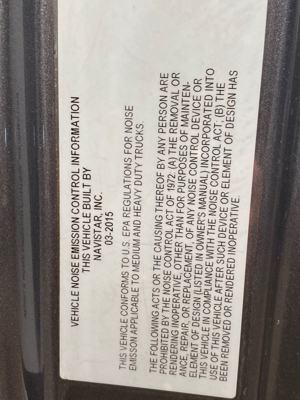 VEHICLE NOISE EMISSION CONTROL INFORMATION
THIS VEHICLE BUILT BY
NAVISTAR, INC.
03-2015
THIS VEHICLE CONFORMS TO U.S. EPA REGULATIONS FOR NOISE
EMISSON APPLICABLE TO MEDIUM AND HEAVY DUTY TRUCKS.
THE FOLLOWING ACTS OR THE CAUSING THEREOF BY ANY PERSON ARE
PROHIBITED BY THE NOISE CONTROL ACT OF 1972: (A) THE REMOVAL OR
RENDERING INOPERATIVE, OTHER THAN FOR PURPOSES OF MAINTEN-
ANCE, REPAIR, OR REPLACEMENT, OF ANY NOISE CONTROL DEVICE OR
ELEMENT OF DESIGN (LISTED IN OWNER'S MANUAL) INCORPORATED INTO
THIS VEHICLE IN COMPLIANCE WITH THE NOISE CONTROL ACT; (B) THE
USE OF THIS VEHICLE AFTER SUCH DEVICE OR ELEMENT OF DESIGN HAS
BEEN REMOVED OR RENDERED INOPERATIVE.